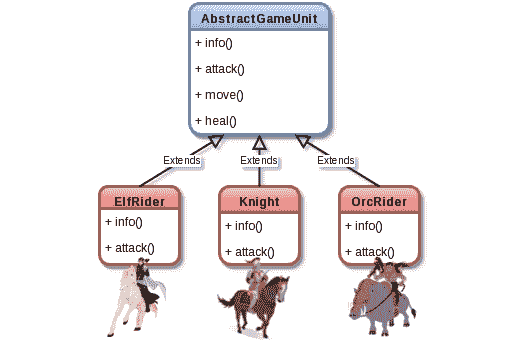 AbstractGameUnit
+ info()
+ attack()
+ move()
+ heal()
Extends
Extends
Extends
ElfRider
+ info()
+ attack()
Knight
+ info()
+ attack()
OrcRider
+ info()
+ attack()